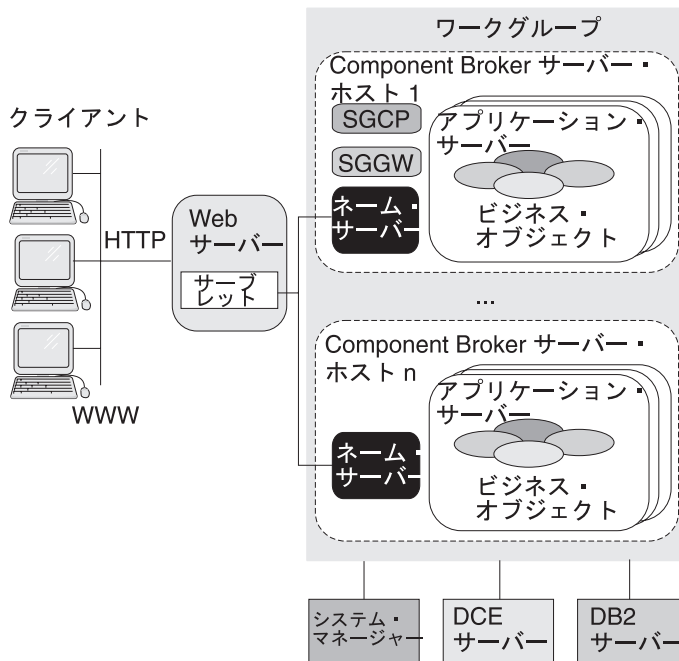 ワークグループ
Component Broker サーバー・
ホスト 1
SGCP
SGGW
ネーム・
サーバー
アプリケーション・
サーバー
ビジネス・
オブジェクト
クライアント
HTTP
WWW
Web
サーバー
サーブ
レット
...
Component Broker サーバー・
ホスト n
ネーム・
サーバー
アプリケーション・
サーバー
ビジネス・
オブジェクト
システム・
マネージャー
DCE
サーバー
DB2
サーバー